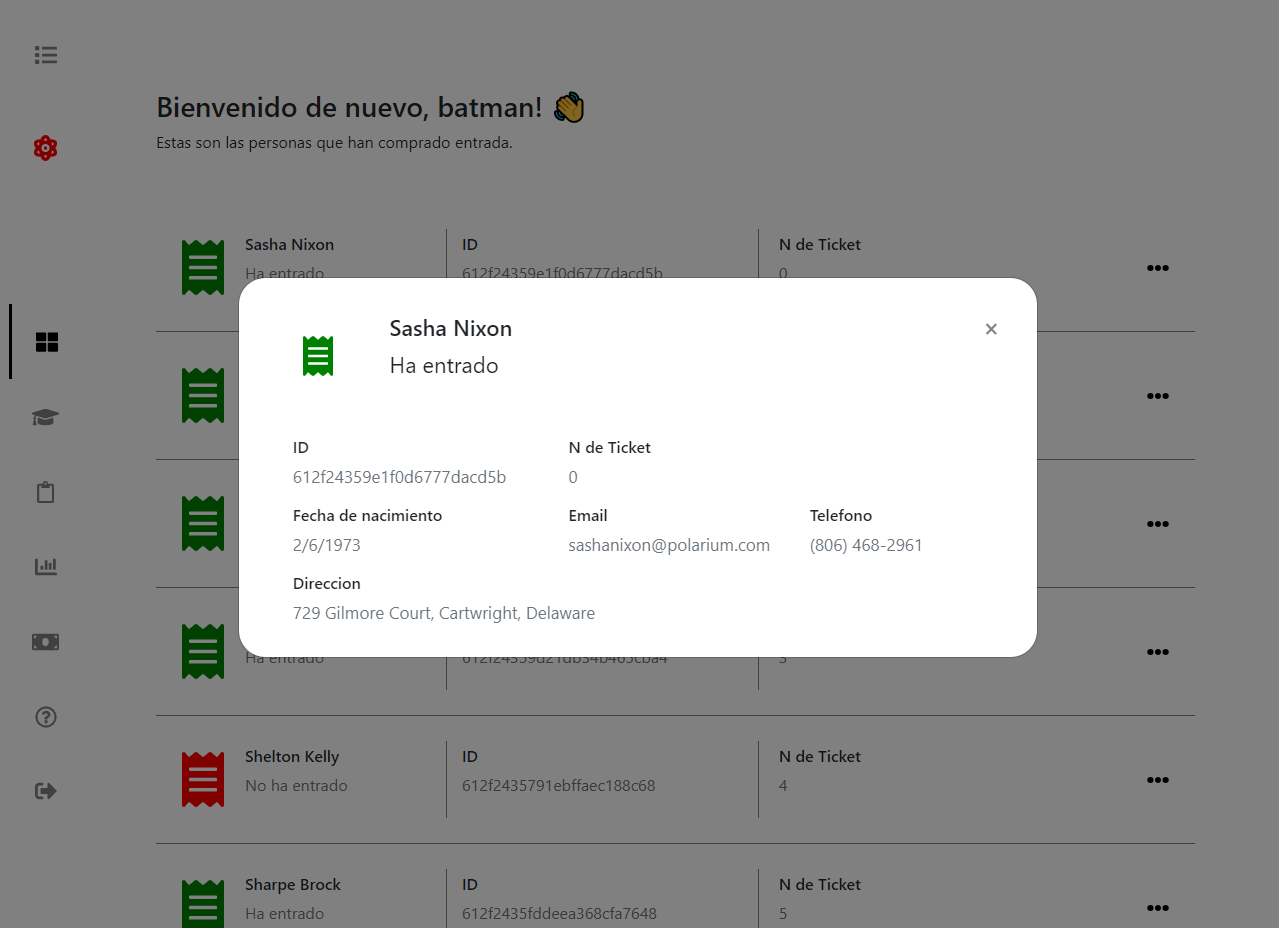 Bienvenido de nuevo, batman! 👋
Estas son las personas que han comprado entrada.
Sasha Nixon
ID
N de Ticket
Ha entrado
612f24359e1f0d6777dacd5b
0
Sasha Nixon
×
Ha entrado
ID
N de Ticket
612f24359e1f0d6777dacd5b
0
Fecha de nacimiento
Email
Telefono
2/6/1973
sashanixon@polarium.com
(806) 468-2961
Direccion
729 Gilmore Court, Cartwright, Delaware
Ha entrado
612f24359d21db34b465cba4
3
Shelton Kelly
ID
N de Ticket
No ha entrado
612f2435791ebffaec188c68
4
Sharpe Brock
ID
N de Ticket
Ha entrado
612f2435fddeea368cfa7648
5